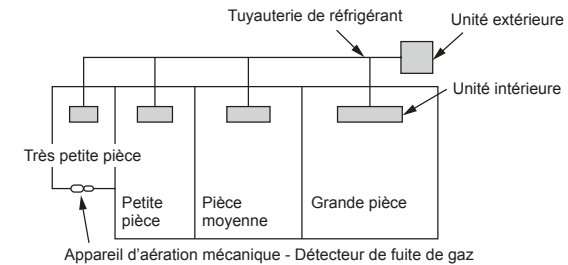 Tuyauterie de réfrigérant
Unité extérieure
Unité intérieure
Très petite pièce
Petite
pièce
Pièce
moyenne
Grande pièce
Appareil d'aération mécanique - Détecteur de fuite de gaz